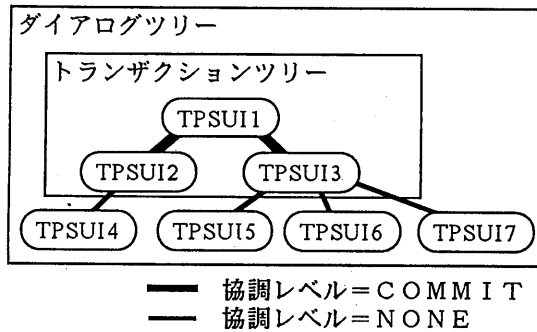 ダイアログツリー
トランザクションツリー
TPSUI1
TPSUI2 TPSUI3
TPSUI4 TPSUI5 TPSUI6 TPSUI7
協調レベル=COMMIT
協調レベル=NONE